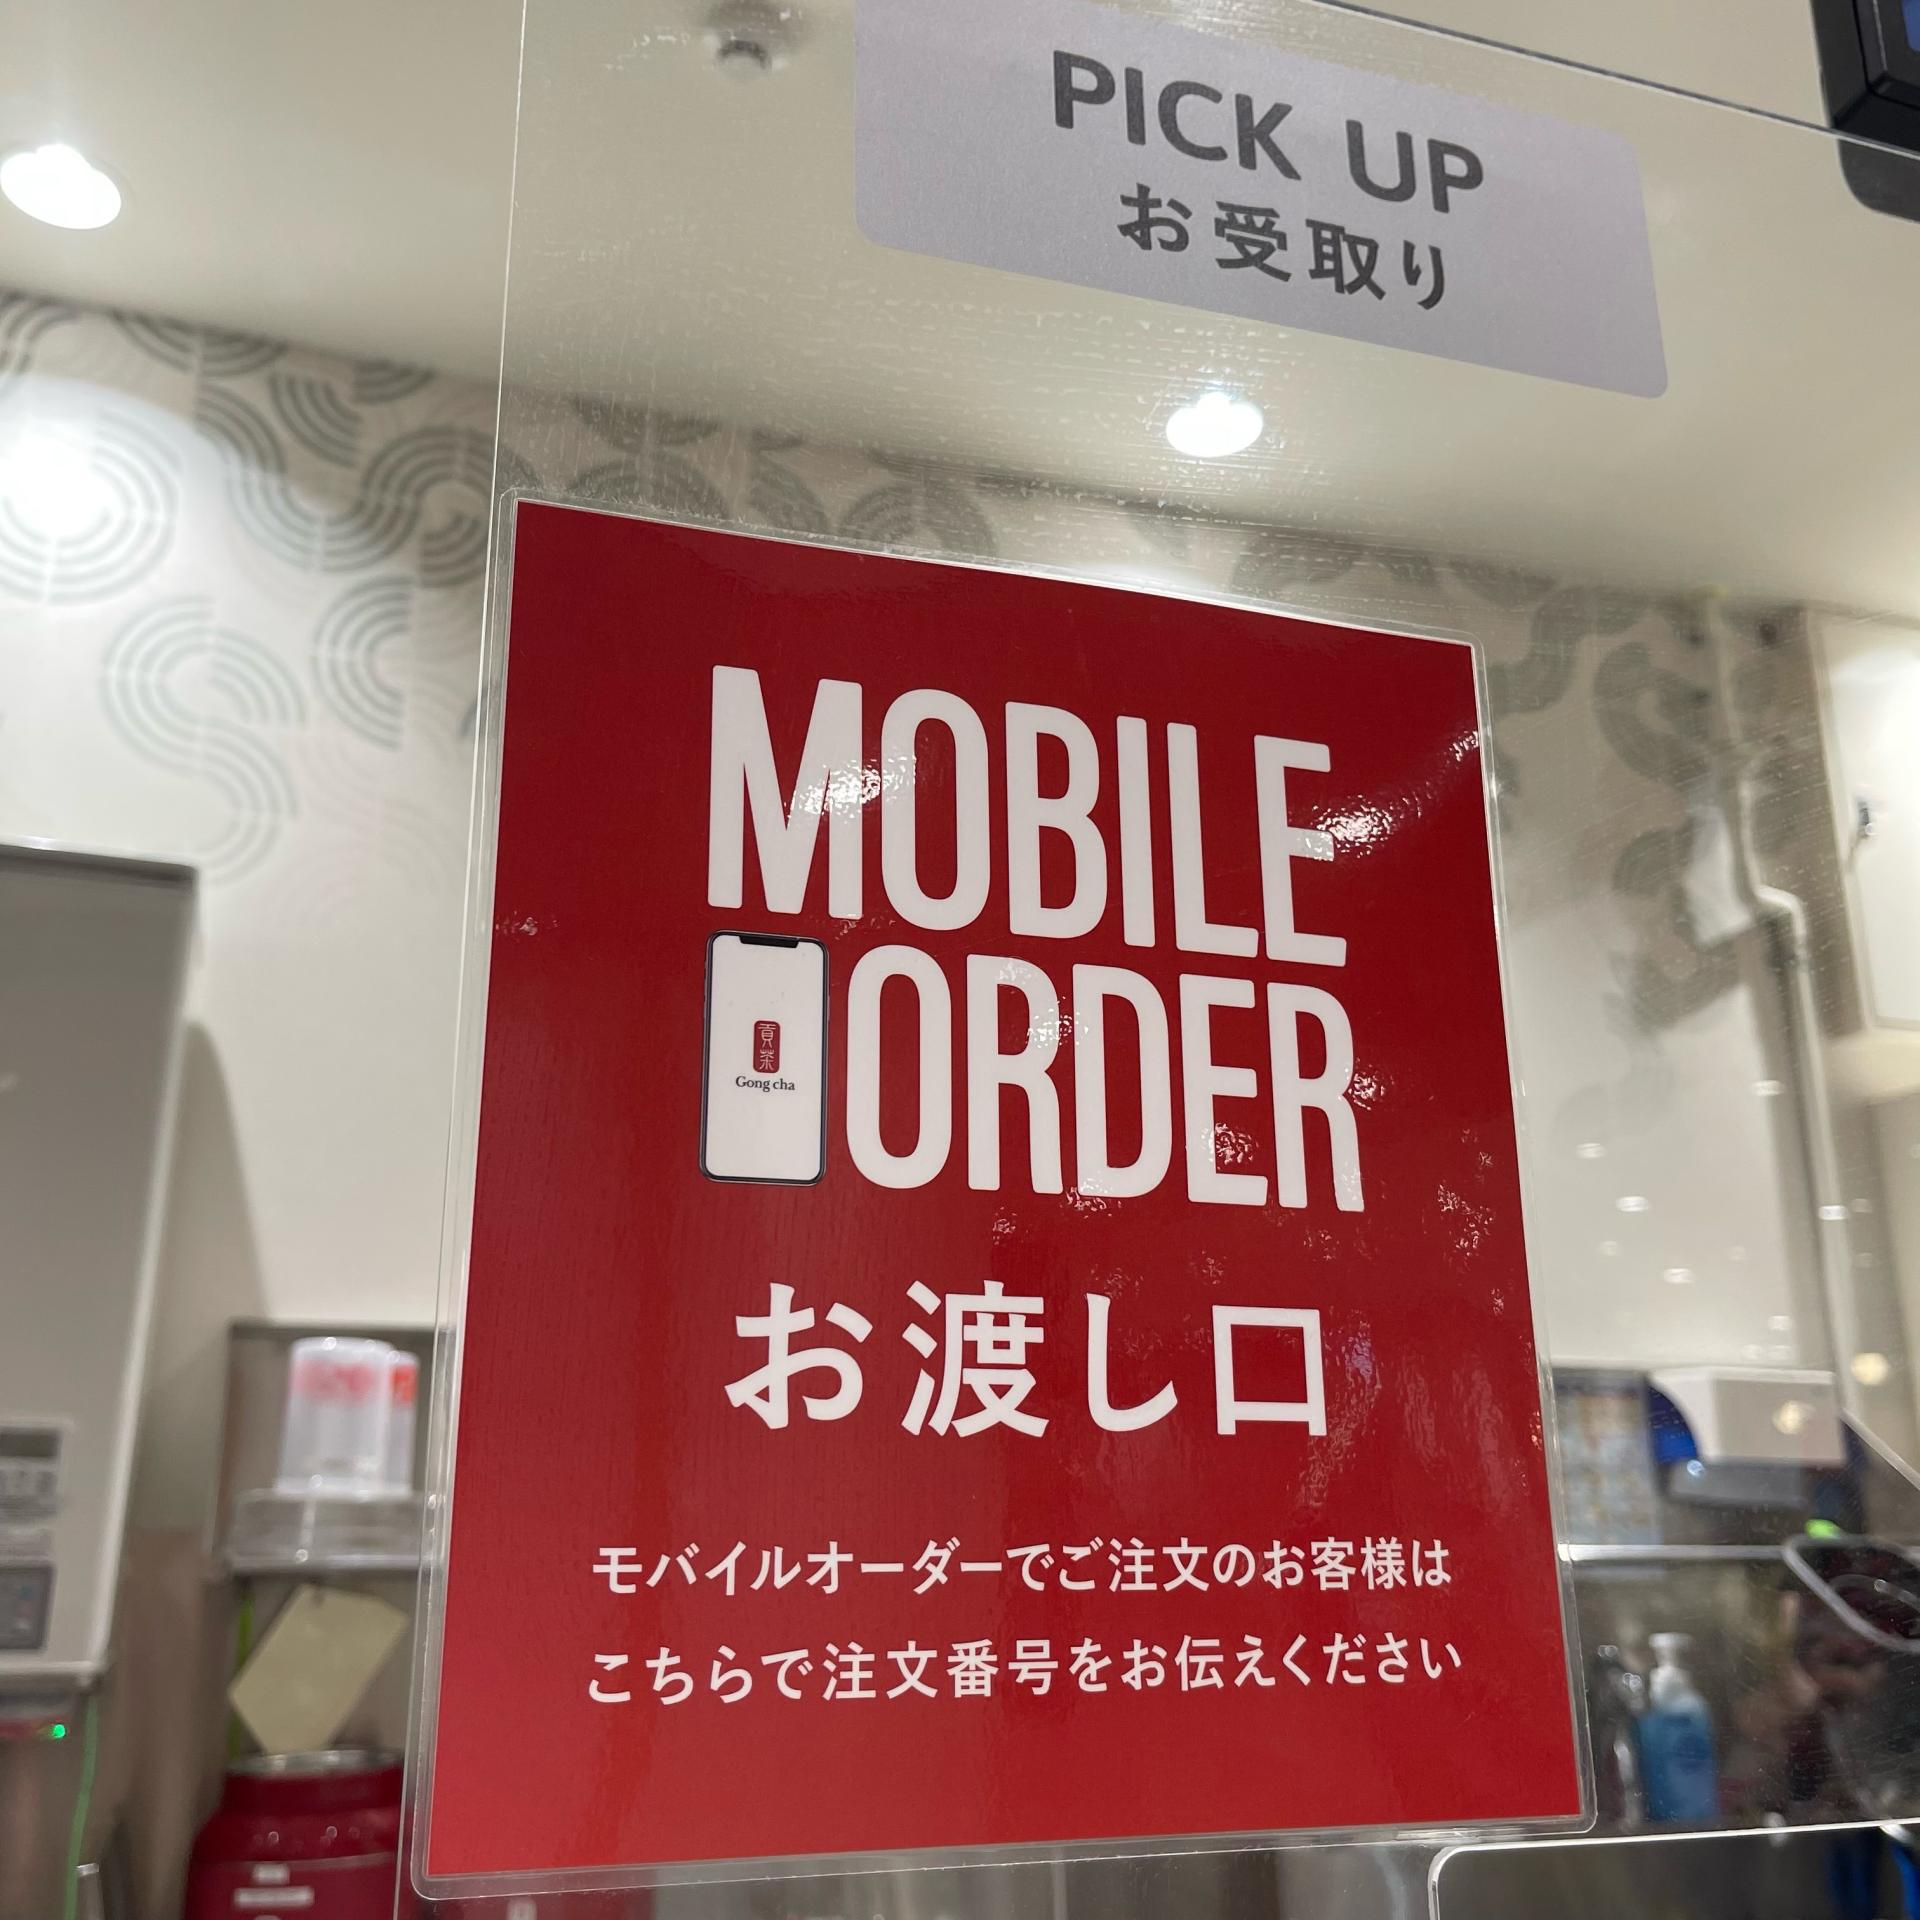 PICK UP
お受取り
MOBILE
ORDER
貢茶
Gong cha
お渡し口
モバイルオーダーでご注文のお客様は
こちらで注文番号をお伝えください